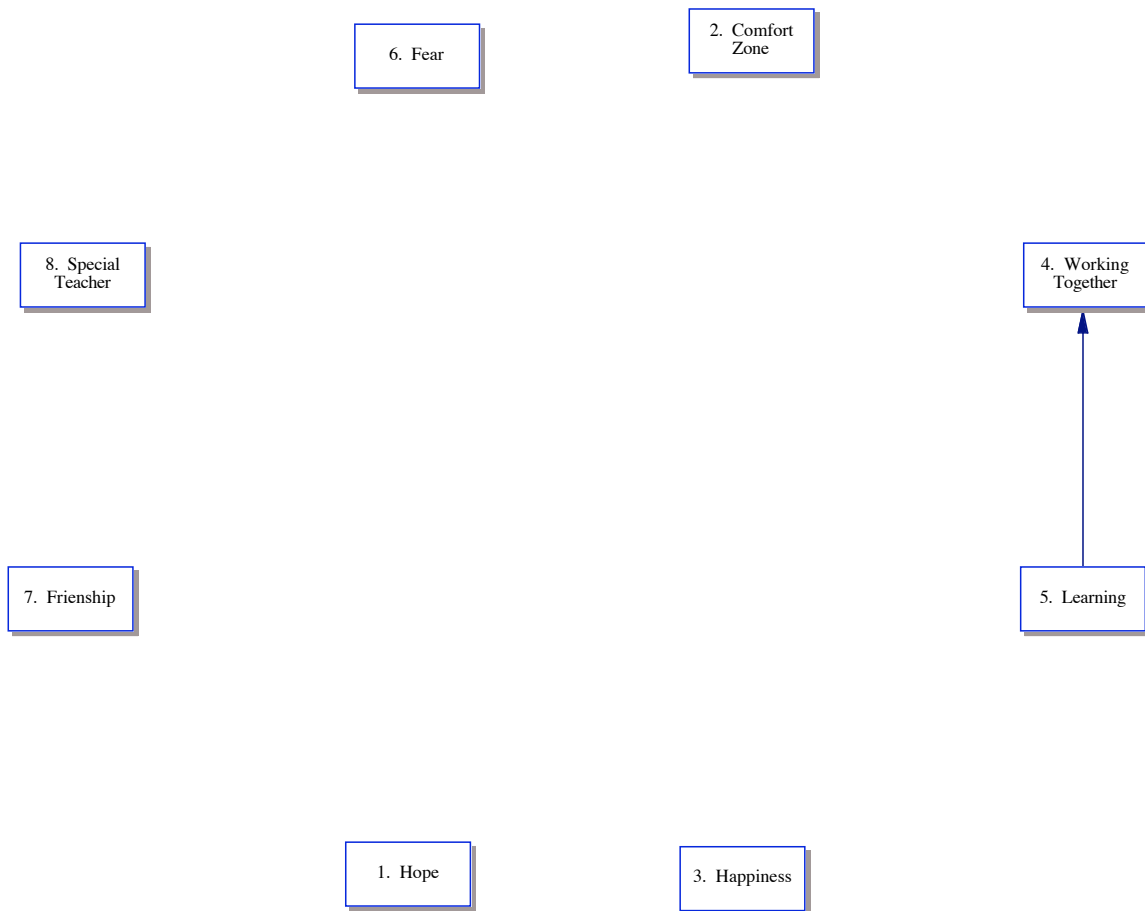 6. Fear
2. Comfort
Zone
8. Special
Teacher
4. Working
Together
7. Frienship
5. Learning
1. Hope
3. Happiness